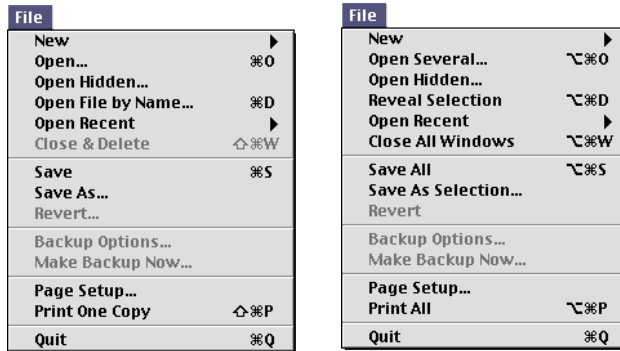 File
New ▶
Open... ⌘O
Open Hidden...
Open File by Name... ⌘D
Open Recent ▶
Close & Delete ⇧⌘W
Save ⌘S
Save As...
Revert...
Backup Options...
Make Backup Now...
Page Setup...
Print One Copy ⇧⌘P
Quit ⌘Q
File
New ▶
Open Several... ⌥⌘O
Open Hidden...
Reveal Selection ⌥⌘D
Open Recent ▶
Close All Windows ⌥⌘W
Save All ⌥⌘S
Save As Selection...
Revert
Backup Options...
Make Backup Now...
Page Setup...
Print All ⌥⌘P
Quit ⌘Q